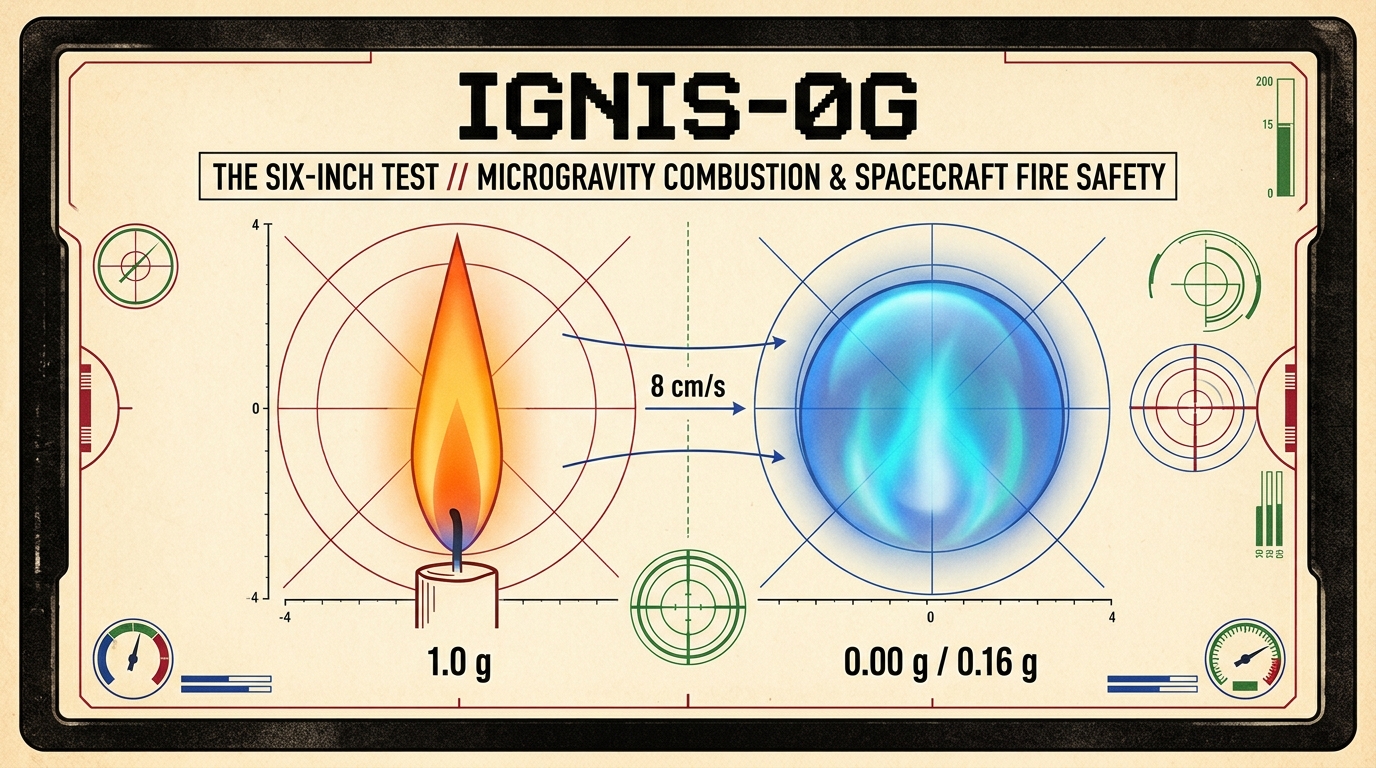 IGNIS-0G
THE SIX-INCH TEST // MICROGRAVITY COMBUSTION & SPACECRAFT FIRE SAFETY
200
15
0
4
0
-4
8 cm/s
-4
0
4
1.0 g
0.00 g / 0.16 g